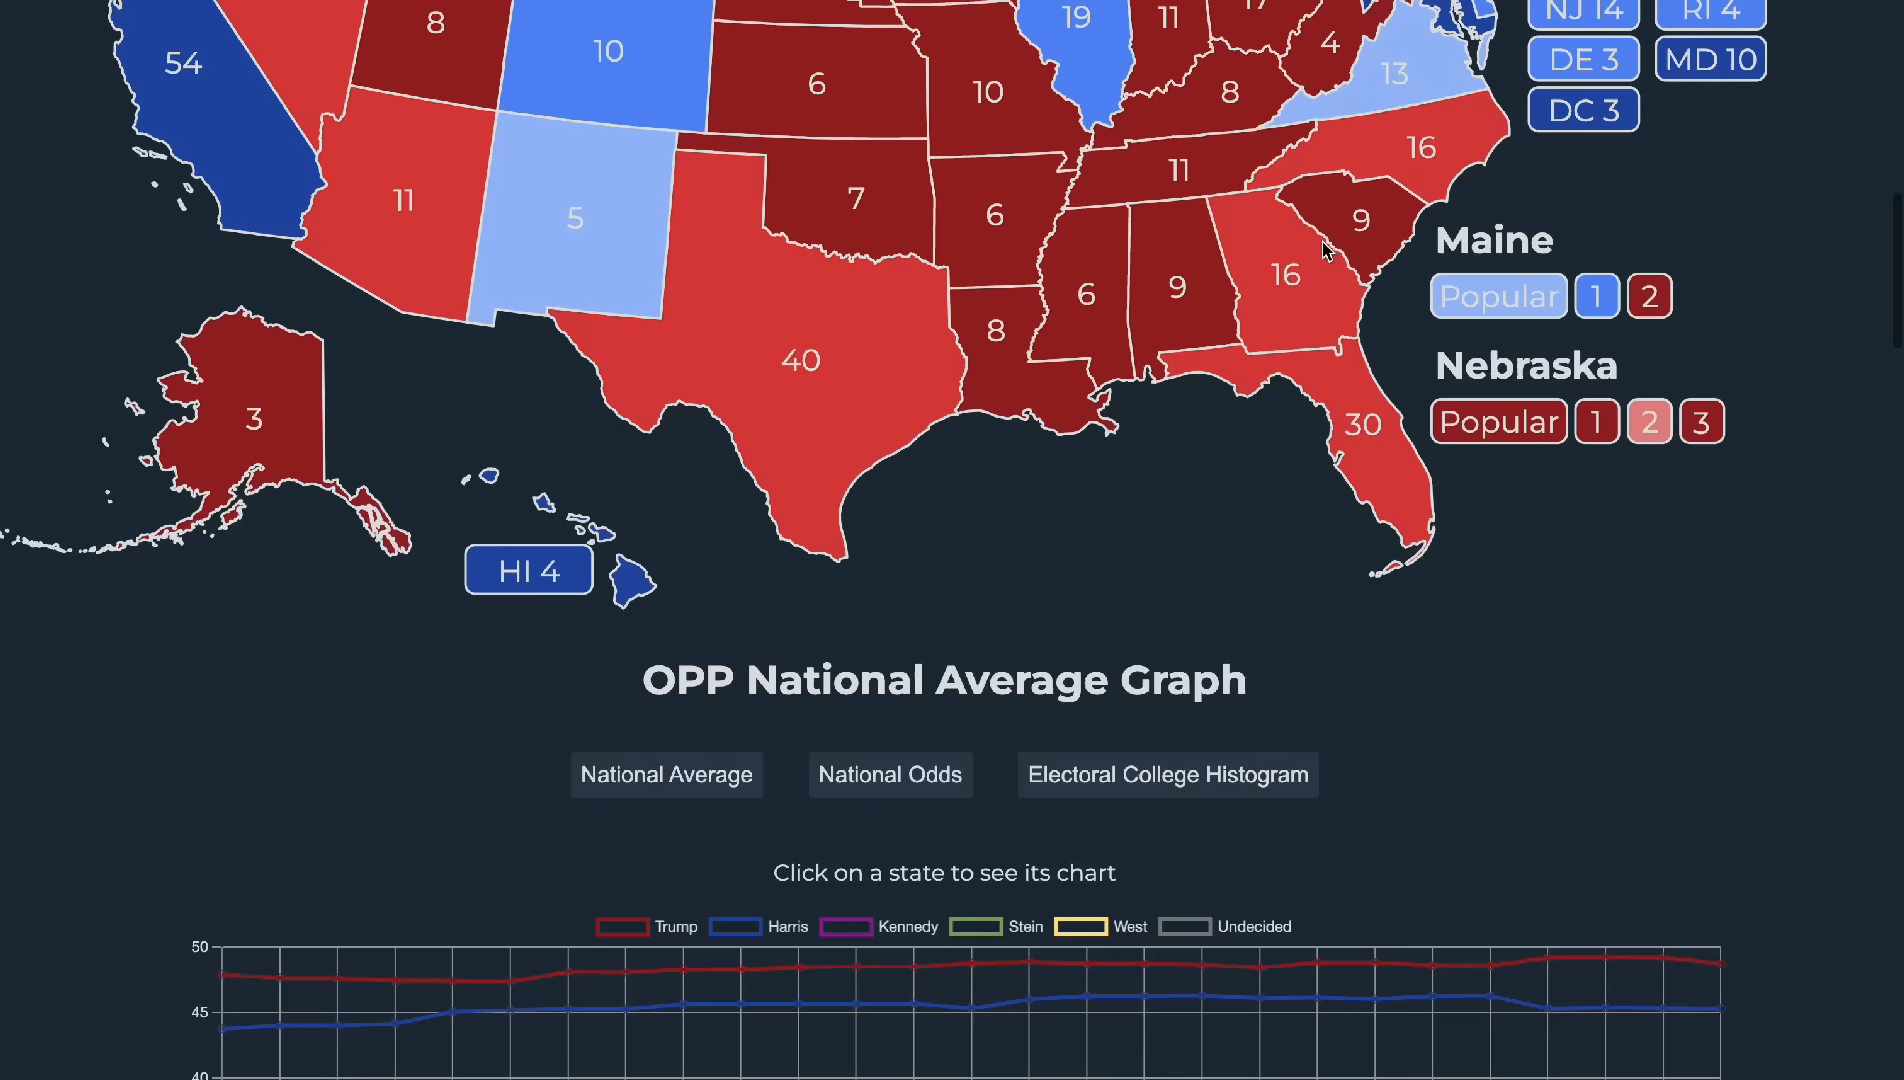 8
10
6
10
19
11
17
4
8
13
NJ 14
RI 4
DE 3
MD 10
DC 3
54
11
5
7
6
11
16
9
40
8
6
9
16
30
3
HI 4
Maine
Popular 1 2
Nebraska
Popular 1 2 3
OPP National Average Graph
National Average National Odds Electoral College Histogram
Click on a state to see its chart
Trump Harris Kennedy Stein West Undecided
50
45
40